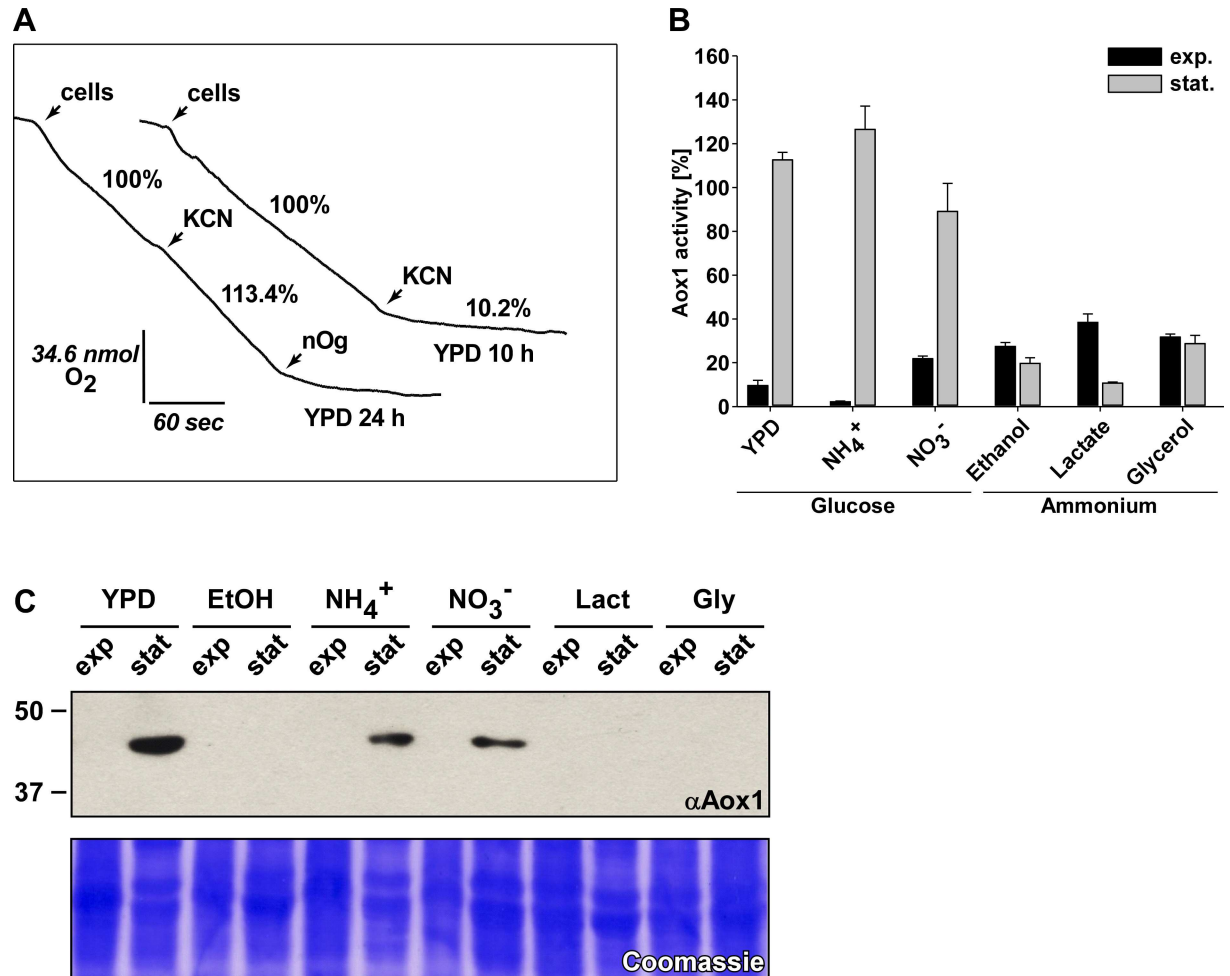 A
cells
cells
100%
100%
KCN
KCN
113.4%
10.2%
nOg
YPD 10 h
34.6 nmol
O2
60 sec
YPD 24 h
B
exp.
stat.
Aox1 activity [%]
160
140
120
100
80
60
40
20
0
YPD NH4+ NO3- Ethanol Lactate Glycerol
Glucose Ammonium
C
YPD EtOH NH4+ NO3- Lact Gly
exp stat exp stat exp stat exp stat exp stat exp stat
50
37
αAox1
Coomassie